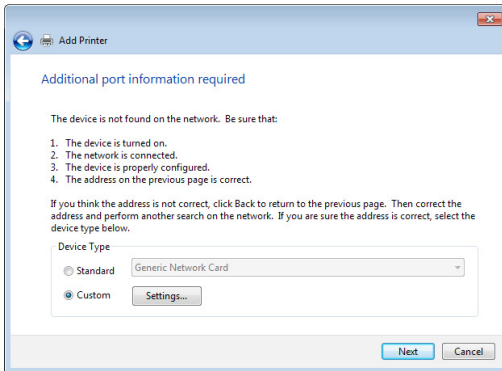 Add Printer
Additional port information required
The device is not found on the network. Be sure that:
1. The device is turned on.
2. The network is connected.
3. The device is properly configured.
4. The address on the previous page is correct.
If you think the address is not correct, click Back to return to the previous page. Then correct the
address and perform another search on the network. If you are sure the address is correct, select the
device type below.
Device Type
Standard
Generic Network Card
Custom
Settings...
Next
Cancel